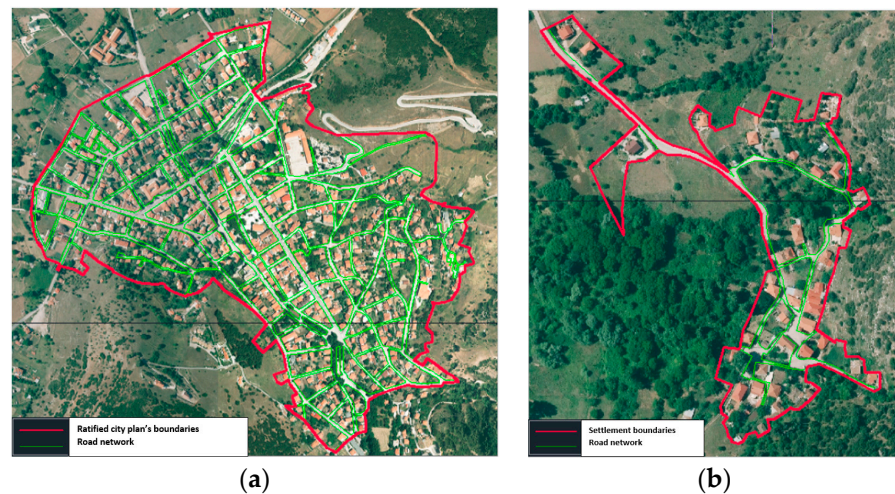 Ratified city plan's boundaries
Road network
Settlement boundaries
Road network
(a)
(b)